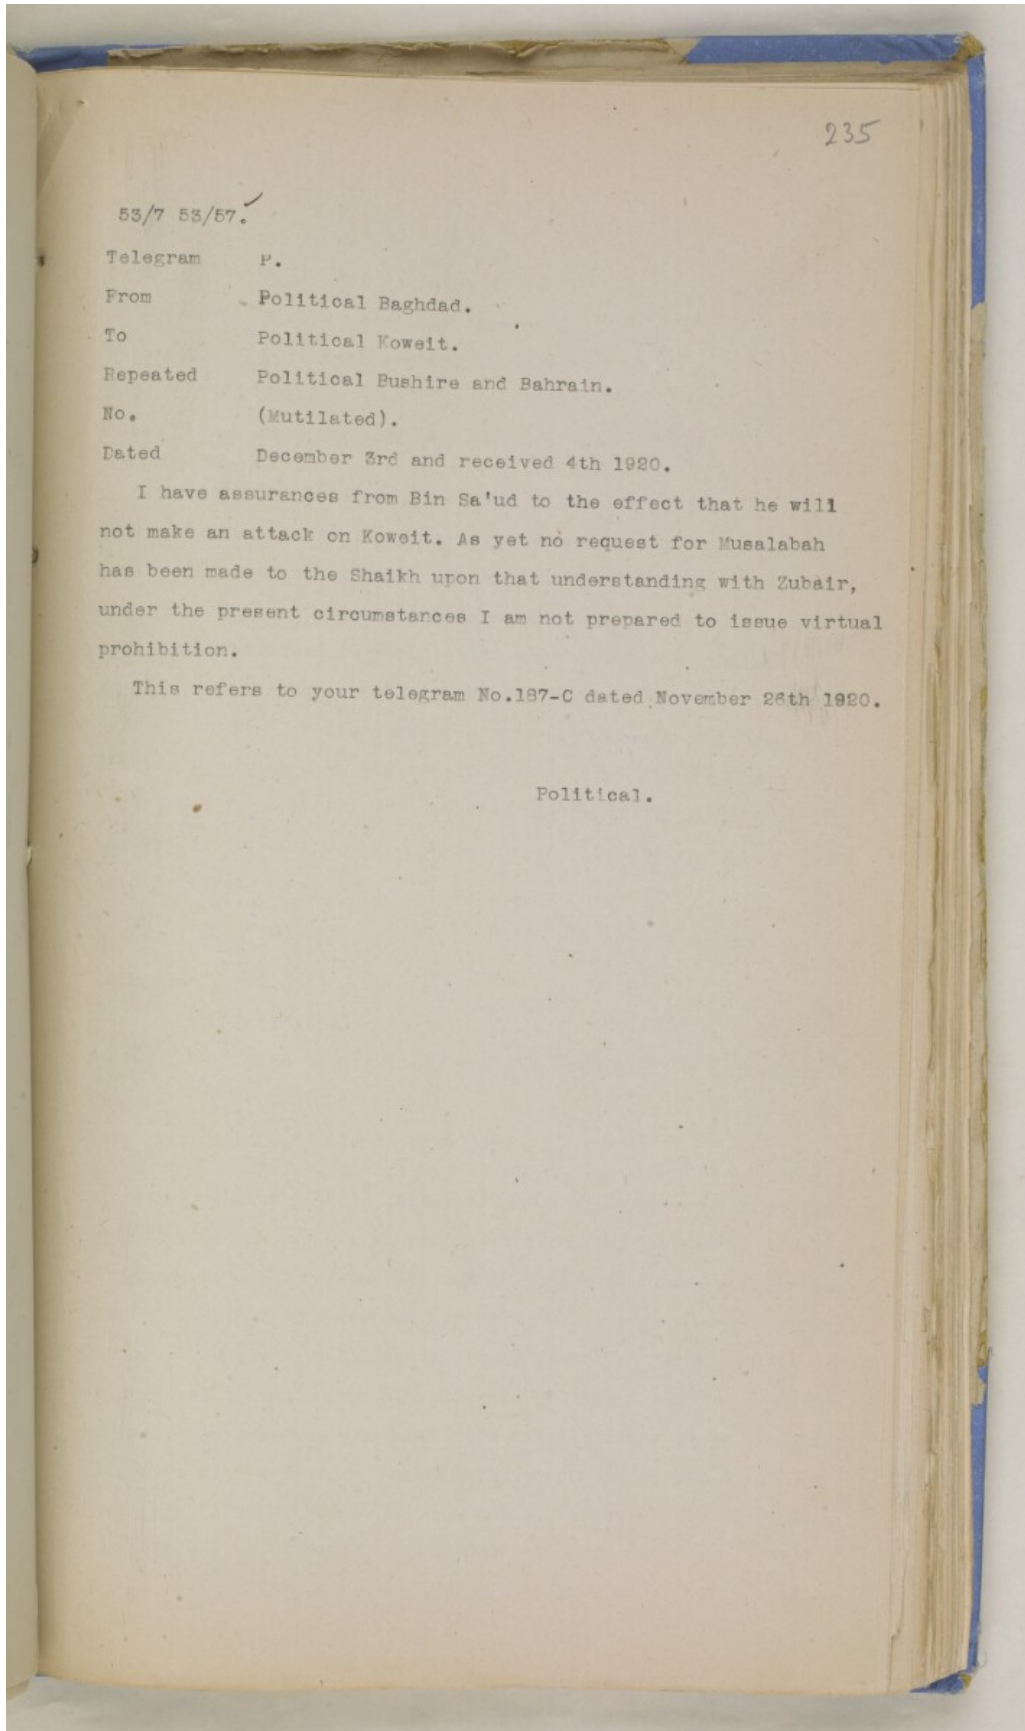 235
53/7 53/57.
Telegram P.
From Political Baghdad.
To Political Koweit.
Repeated Political Bushire and Bahrain.
No. (Mutilated).
Dated December 3rd and received 4th 1920.
I have assurances from Bin Sa'ud to the effect that he will
not make an attack on Koweit. As yet no request for Musalabah
has been made to the Shaikh upon that understanding with Zubair,
under the present circumstances I am not prepared to issue virtual
prohibition.
This refers to your telegram No.187-C dated November 26th 1920.
Political.